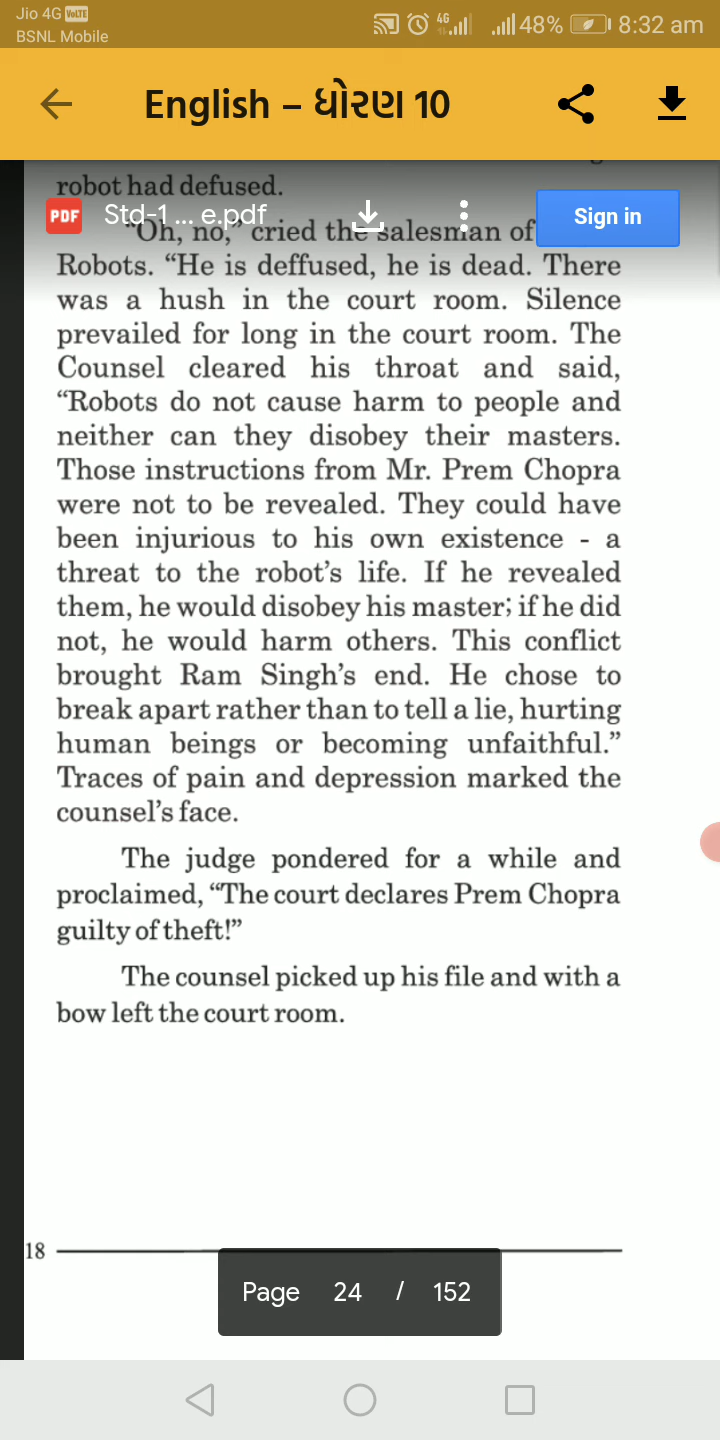 Jio 4G VoLTE
BSNL Mobile
4G
48%
8:32 am
English – ધોરણ 10
robot had defused.
PDF
Std-1 ... e.pdf
Sign in
“Oh, no,” cried the salesman of
Robots. “He is deffused, he is dead. There
was a hush in the court room. Silence
prevailed for long in the court room. The
Counsel cleared his throat and said,
“Robots do not cause harm to people and
neither can they disobey their masters.
Those instructions from Mr. Prem Chopra
were not to be revealed. They could have
been injurious to his own existence - a
threat to the robot’s life. If he revealed
them, he would disobey his master; if he did
not, he would harm others. This conflict
brought Ram Singh’s end. He chose to
break apart rather than to tell a lie, hurting
human beings or becoming unfaithful.”
Traces of pain and depression marked the
counsel’s face.
The judge pondered for a while and
proclaimed, “The court declares Prem Chopra
guilty of theft!”
The counsel picked up his file and with a
bow left the court room.
18
Page 24 / 152